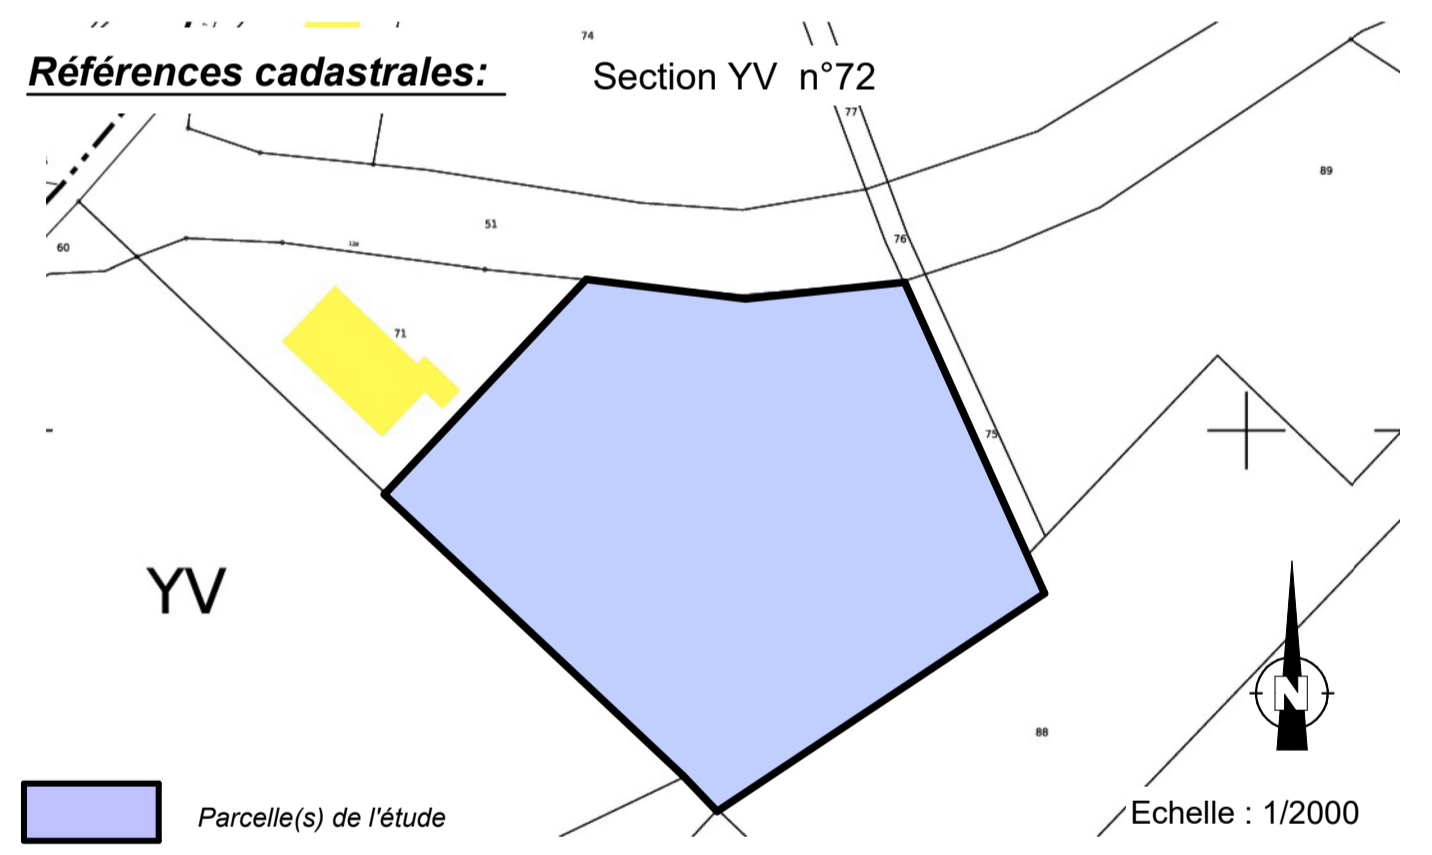 74
Références cadastrales:
Section YV n°72
77
89
51
76
60
71
75
YV
N
88
Parcelle(s) de l'étude
Echelle : 1/2000